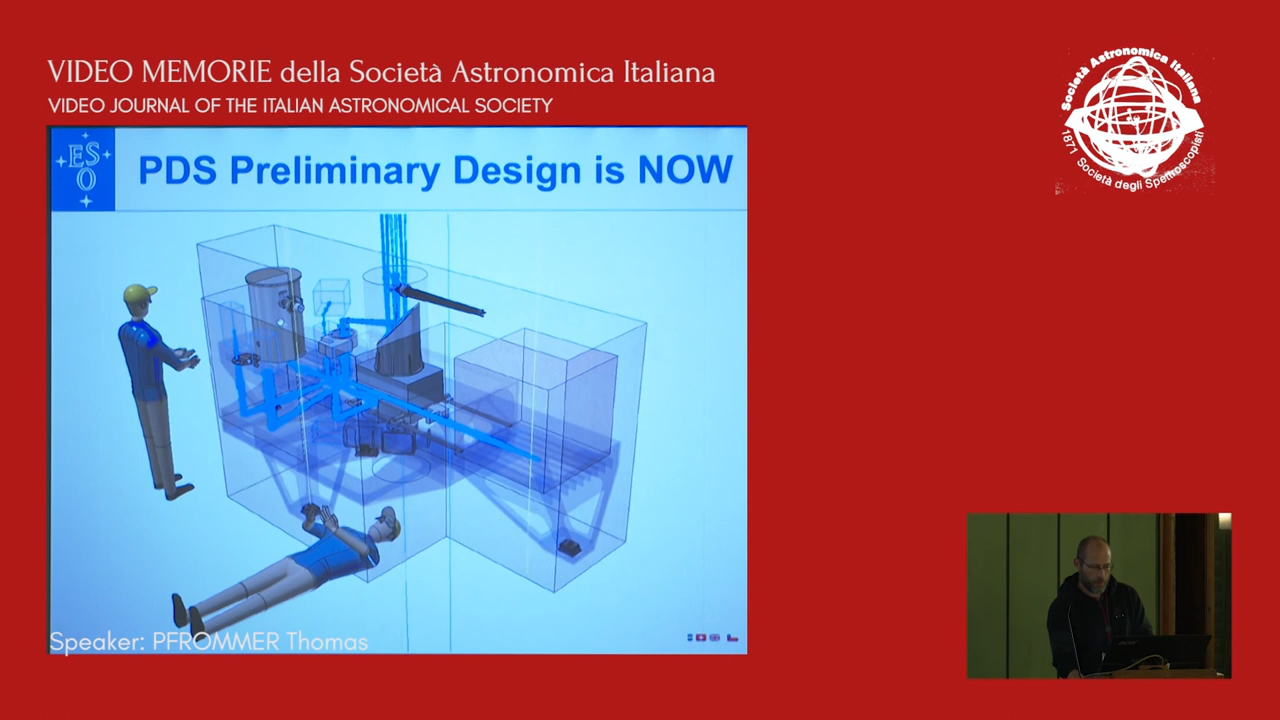 VIDEO MEMORIE della Società Astronomica Italiana
VIDEO JOURNAL OF THE ITALIAN ASTRONOMICAL SOCIETY
Società Astronomica Italiana
1871 Società degli Spettroscopisti
ESO
PDS Preliminary Design is NOW
Speaker: PFROMMER Thomas